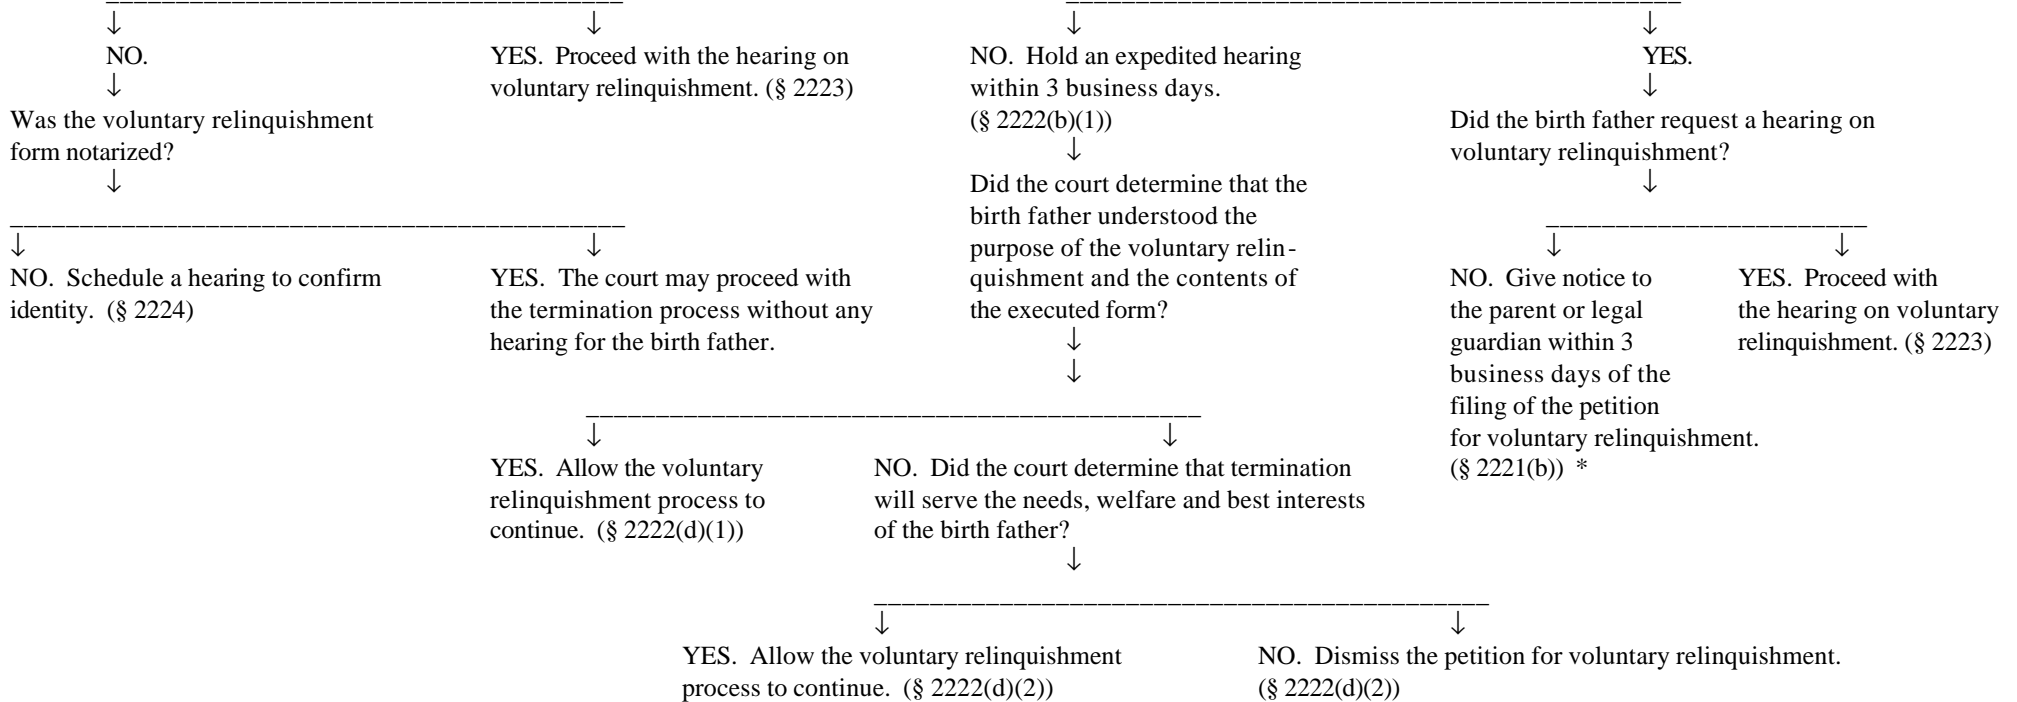 ↓ ↓ ↓ ↓
NO.
↓
Was the voluntary relinquishment
form notarized?
↓
YES. Proceed with the hearing on
voluntary relinquishment. (§ 2223)
NO. Hold an expedited hearing
within 3 business days.
(§ 2222(b)(1))
↓
Did the court determine that the
birth father understood the
purpose of the voluntary relin-
quishment and the contents of
the executed form?
↓
↓
YES.
↓
Did the birth father request a hearing on
voluntary relinquishment?
↓
↓ ↓ ↓ ↓
NO. Schedule a hearing to confirm
identity. (§ 2224)
YES. The court may proceed with
the termination process without any
hearing for the birth father.
NO. Give notice to
the parent or legal
guardian within 3
business days of the
filing of the petition
for voluntary relinquishment.
(§ 2221(b)) *
YES. Proceed with
the hearing on voluntary
relinquishment. (§ 2223)
↓ ↓
YES. Allow the voluntary
relinquishment process to
continue. (§ 2222(d)(1))
NO. Did the court determine that termination
will serve the needs, welfare and best interests
of the birth father?
↓
↓ ↓
YES. Allow the voluntary relinquishment
process to continue. (§ 2222(d)(2))
NO. Dismiss the petition for voluntary relinquishment.
(§ 2222(d)(2))